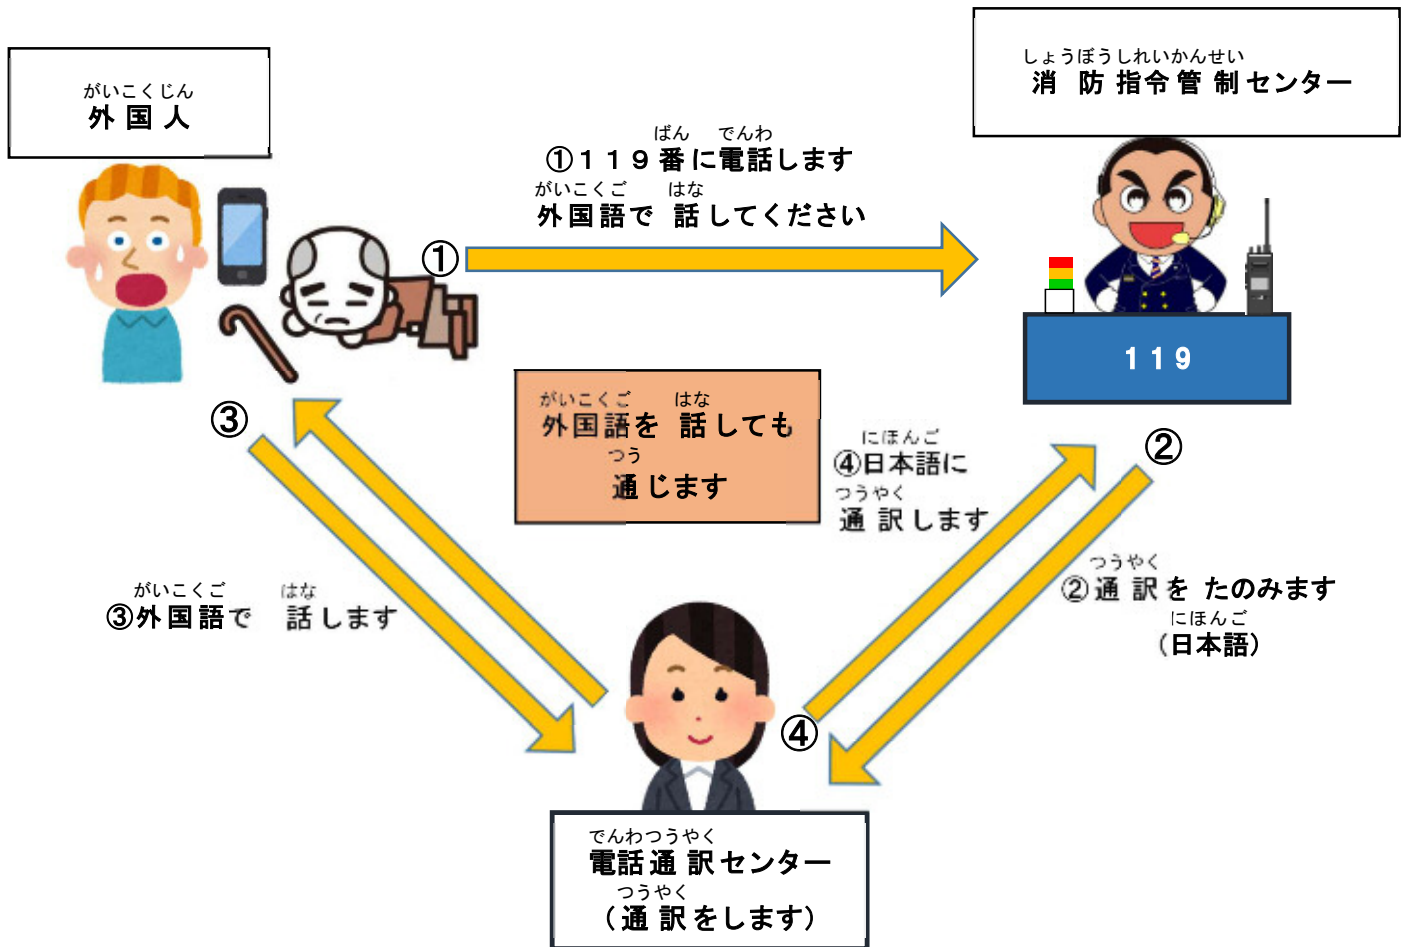 がいこくじん
外国人
しょうぼうしれいかんせい
消防指令管制センター
ばん でんわ
①119番に電話します
がいこくご はな
外国語で 話してください
①
119
がいこくご はな
外国語を 話しても
つう
通じます
③
②
にほんご
④日本語に
つうやく
通訳します
つうやく
②通訳を たのみます
にほんご
(日本語)
がいこくご はな
③外国語で 話します
④
でんわつうやく
電話通訳センター
つうやく
(通訳をします)